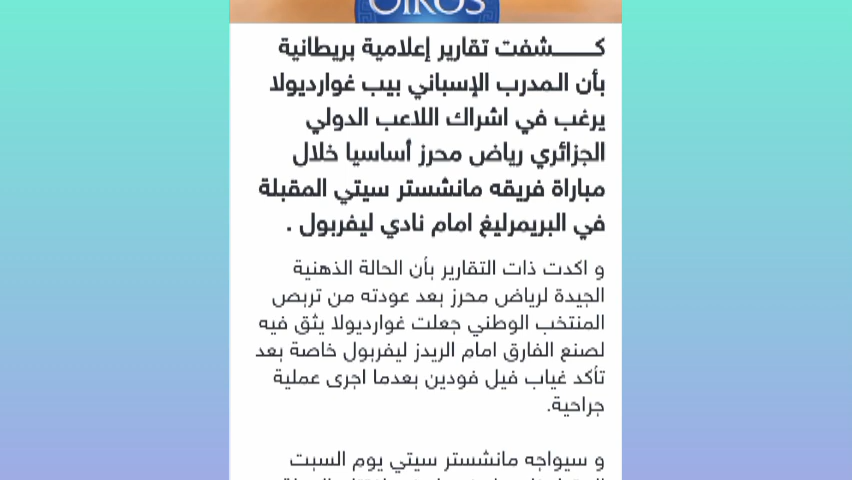 OIKOS
كـــــشفت تقارير إعلامية بريطانية
بأن المدرب الإسباني بيب غوارديولا
يرغب في اشراك اللاعب الدولي
الجزائري رياض محرز أساسيا خلال
مباراة فريقه مانشستر سيتي المقبلة
في البريمرليغ امام نادي ليفربول .
و اكدت ذات التقارير بأن الحالة الذهنية
الجيدة لرياض محرز بعد عودته من تربص
المنتخب الوطني جعلت غوارديولا يثق فيه
لصنع الفارق امام الريدز ليفربول خاصة بعد
تأكد غياب فيل فودين بعدما اجرى عملية
جراحية.
و سيواجه مانشستر سيتي يوم السبت